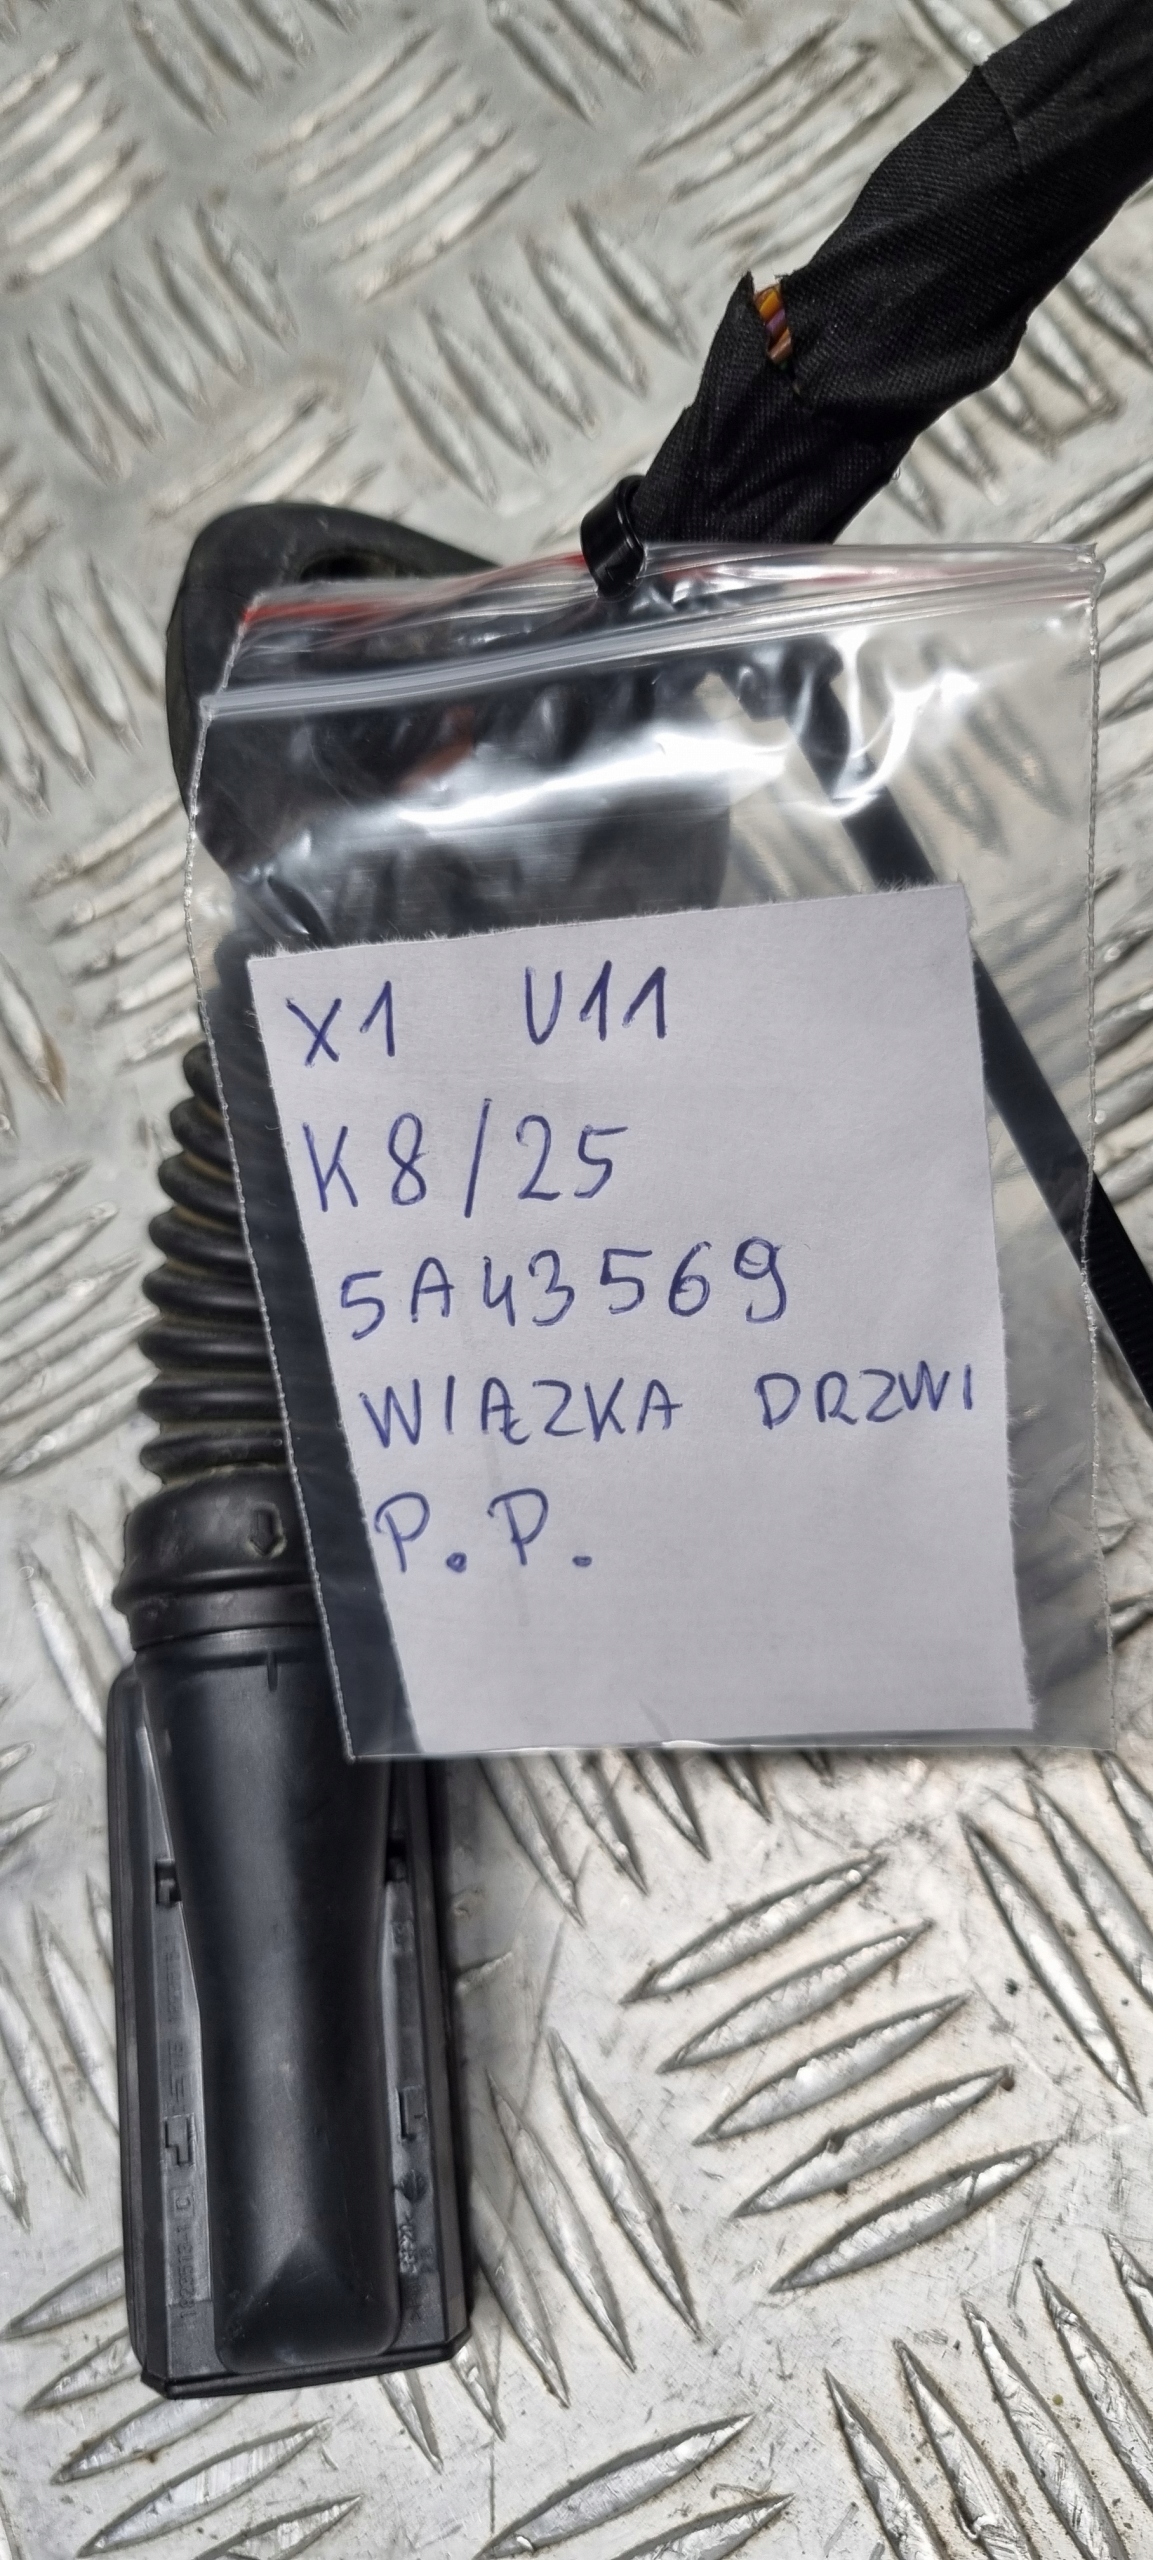 X1 U11
K8/25
5A43569
WIĄZKA DRZWI
P.P.